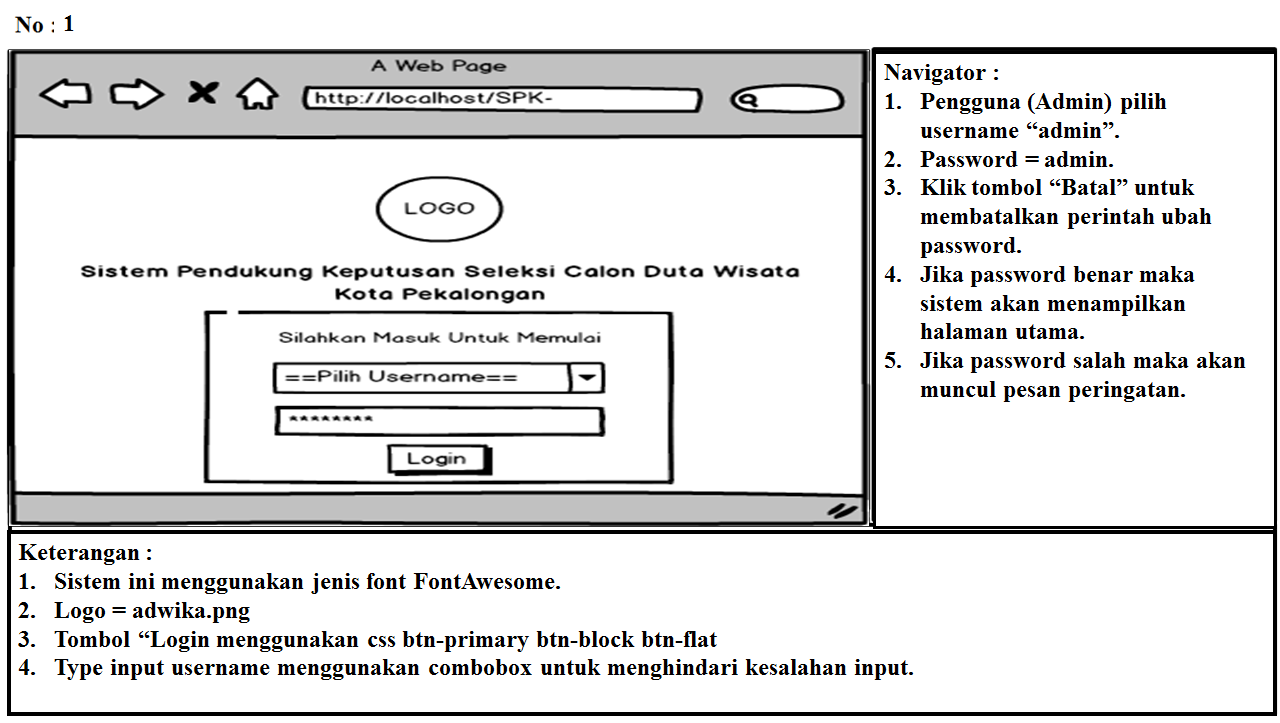 No : 1
A Web Page
http://localhost/SPK-
LOGO
Sistem Pendukung Keputusan Seleksi Calon Duta Wisata
Kota Pekalongan
Silahkan Masuk Untuk Memulai
==Pilih Username==
********
Login
Navigator :
1. Pengguna (Admin) pilih
username “admin”.
2. Password = admin.
3. Klik tombol “Batal” untuk
membatalkan perintah ubah
password.
4. Jika password benar maka
sistem akan menampilkan
halaman utama.
5. Jika password salah maka akan
muncul pesan peringatan.
Keterangan :
1. Sistem ini menggunakan jenis font FontAwesome.
2. Logo = adwika.png
3. Tombol “Login menggunakan css btn-primary btn-block btn-flat
4. Type input username menggunakan combobox untuk menghindari kesalahan input.